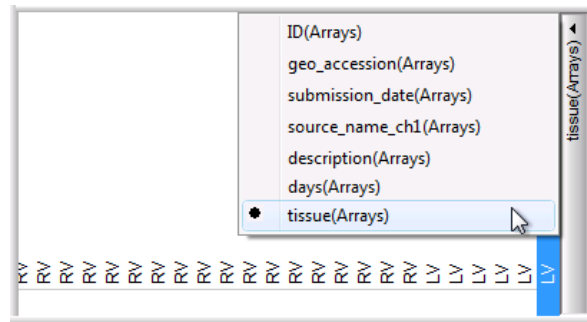 ID(Arrays)
geo_accession(Arrays)
submission_date(Arrays)
source_name_ch1(Arrays)
description(Arrays)
days(Arrays)
tissue(Arrays)
tissue(Arrays)
RV RV RV RV RV RV RV RV RV RV RV RV RV RV RV RV RV RV LV LV LV LV LV LV